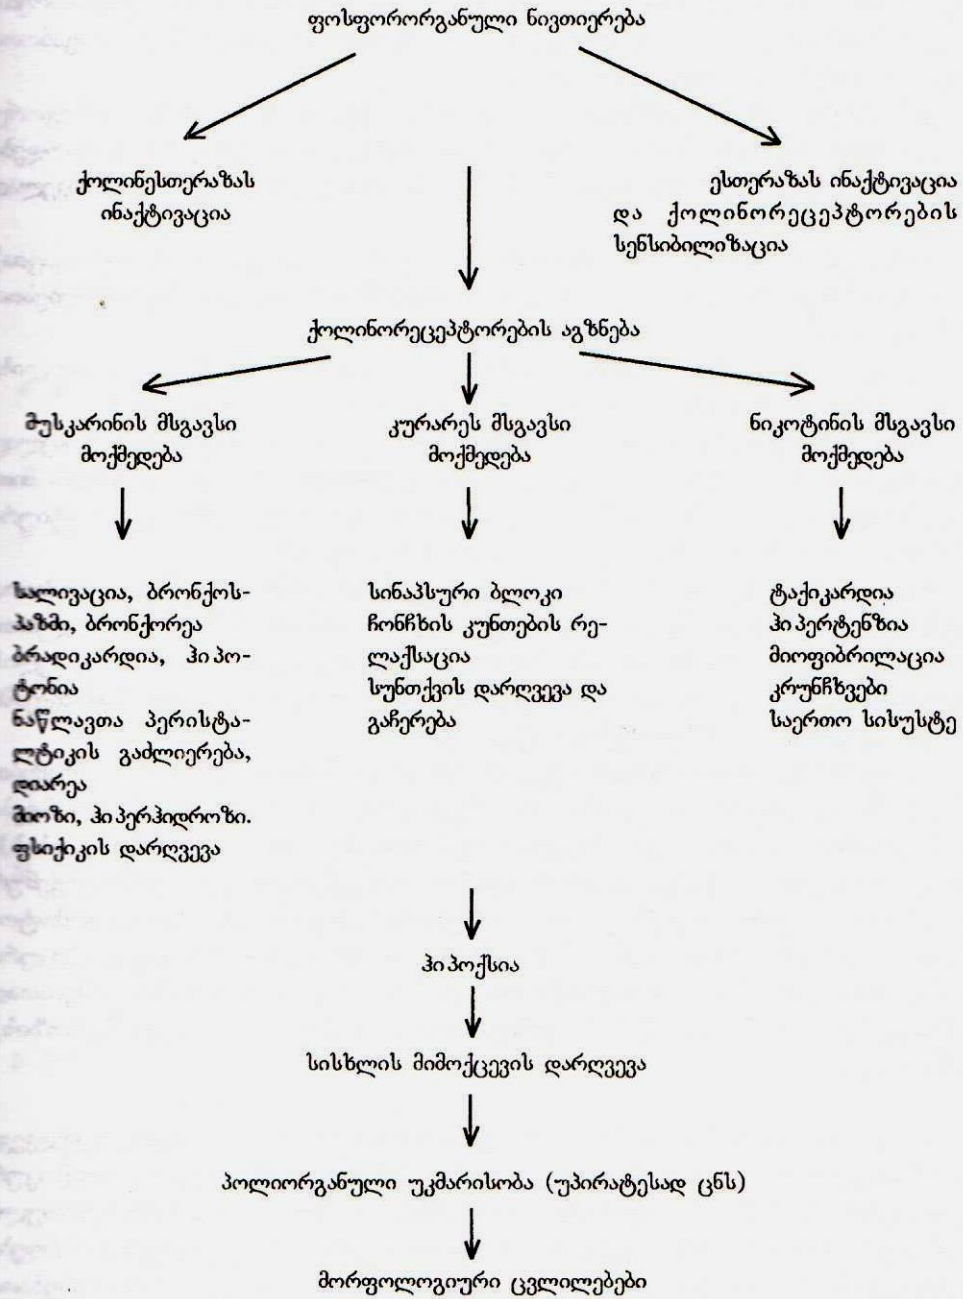 ფოსფორორგანული ნივთიერება
ქოლინესთერაზას
ინაქტივაცია
ესთერაზას ინაქტივაცია
და ქოლინორეცეპტორების
სენსიბილიზაცია
ქოლინორეცეპტორების აგზნება
მუსკარინის მსგავსი
მოქმედება
კურარეს მსგავსი
მოქმედება
ნიკოტინის მსგავსი
მოქმედება
სალივაცია, ბრონქოს-
პაზმი, ბრონქორეა
ბრადიკარდია, ჰიპო-
ტონია
ნაწლავთა პერისტა-
ლტიკის გაძლიერება,
დიარეა
მიოზი, ჰიპერჰიდროზი.
ფსიქიკის დარღვევა
სინაპსური ბლოკი
ჩონჩხის კუნთების რე-
ლაქსაცია
სუნთქვის დარღვევა და
გაჩერება
ტაქიკარდია
ჰიპერტენზია
მიოფიბრილაცია
კრუნჩხვები
საერთო სისუსტე
ჰიპოქსია
სისხლის მიმოქცევის დარღვევა
პოლიორგანული უკმარისობა (უპირატესად ცნს)
მორფოლოგიური ცვლილებები